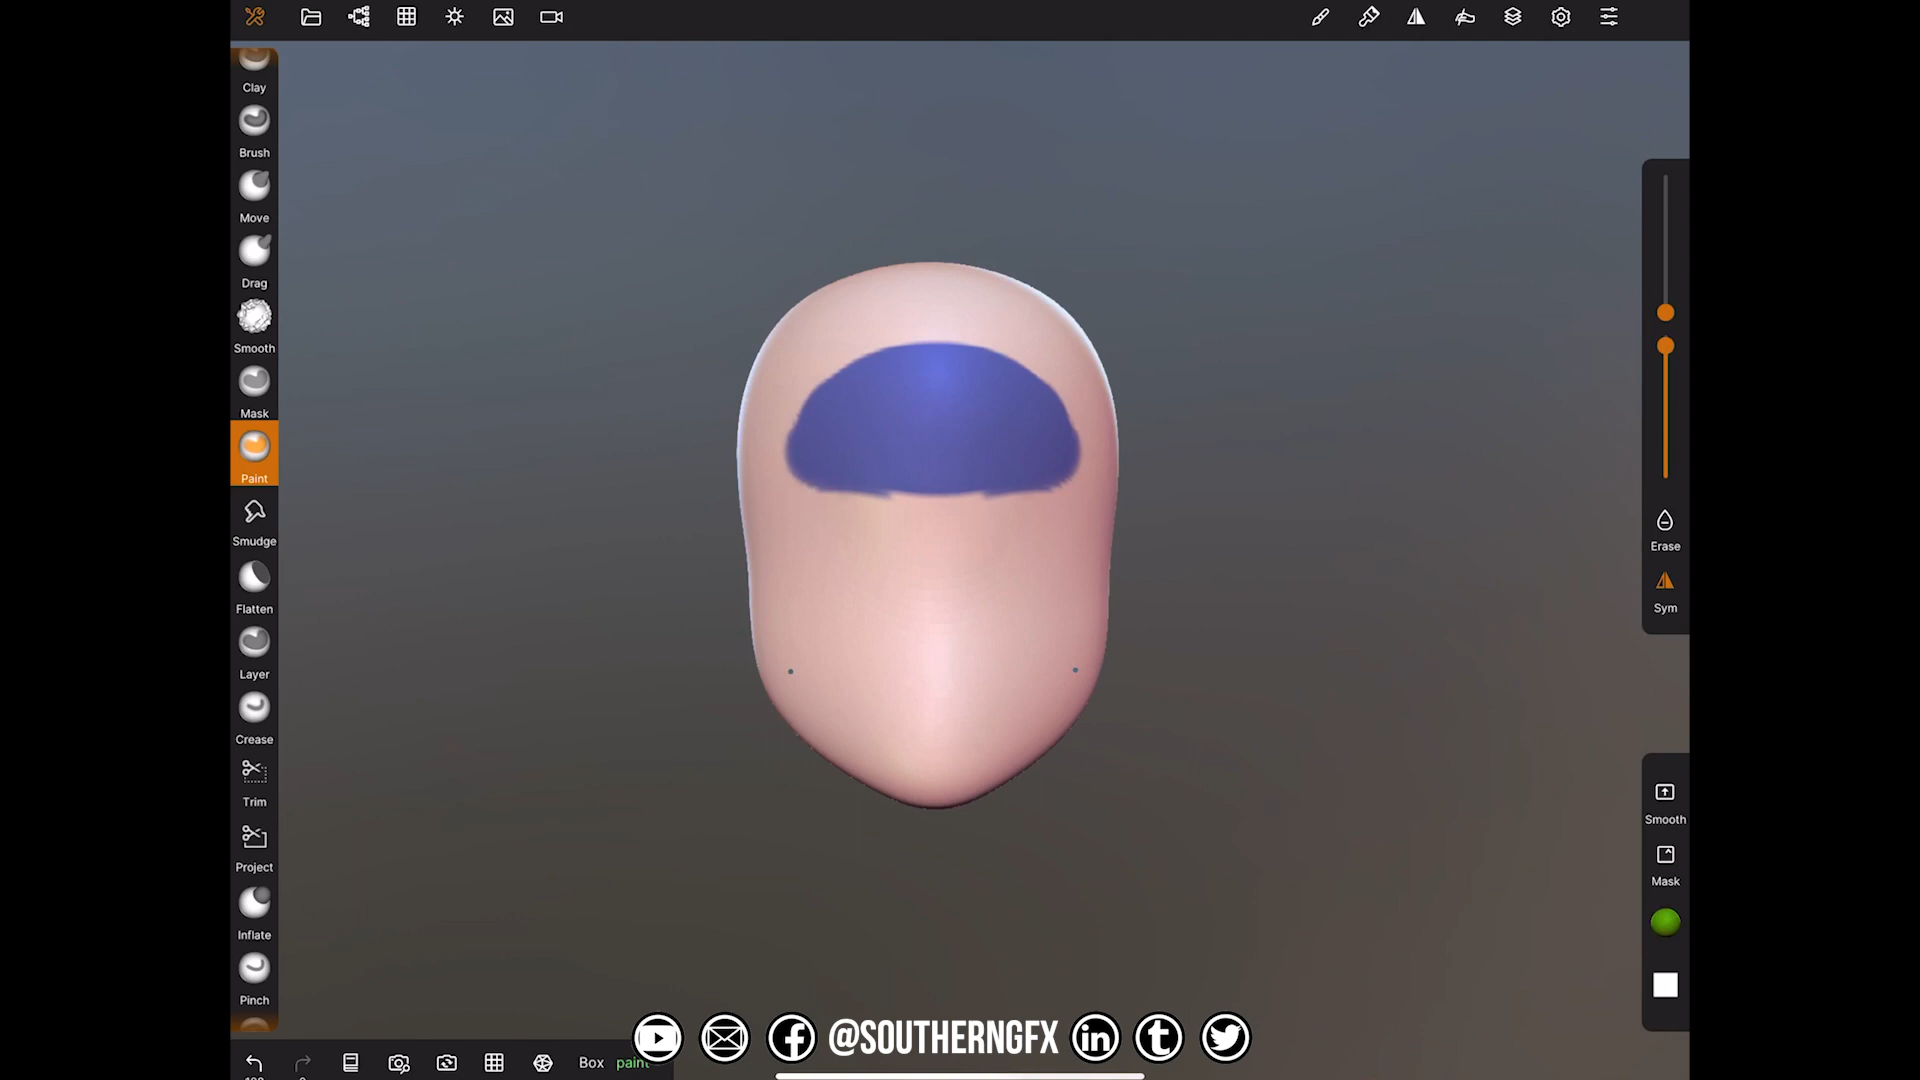 Clay
Brush
Move
Drag
Smooth
Mask
Paint
Smudge
Flatten
Layer
Crease
Trim
Project
Inflate
Pinch
Erase
Sym
Smooth
Mask
Box paint
@SOUTHERNGFX